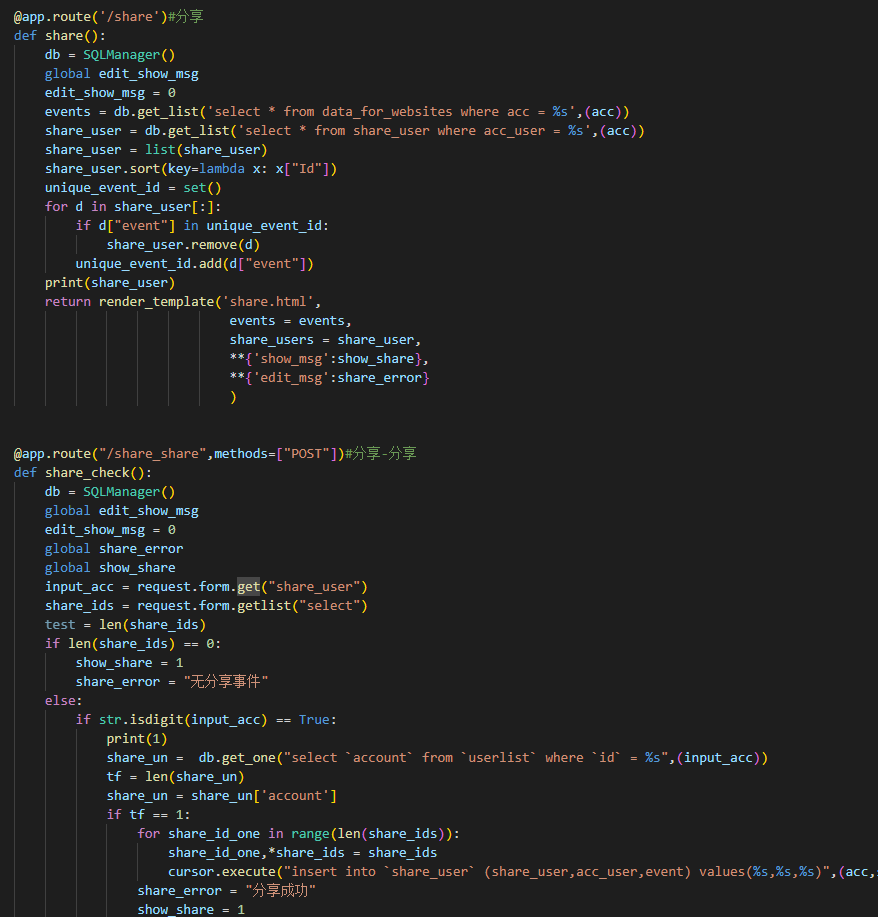 @app.route('/share')#分享
def share():
    db = SQLManager()
    global edit_show_msg
    edit_show_msg = 0
    events = db.get_list('select * from data_for_websites where acc = %s',(acc))
    share_user = db.get_list('select * from share_user where acc_user = %s',(acc))
    share_user = list(share_user)
    share_user.sort(key=lambda x: x["Id"])
    unique_event_id = set()
    for d in share_user[:]:
        if d["event"] in unique_event_id:
            share_user.remove(d)
        unique_event_id.add(d["event"])
    print(share_user)
    return render_template('share.html',
                            events = events,
                            share_users = share_user,
                            **{'show_msg':show_share},
                            **{'edit_msg':share_error}
                            )
@app.route("/share_share",methods=["POST"])#分享-分享
def share_check():
    db = SQLManager()
    global edit_show_msg
    edit_show_msg = 0
    global share_error
    global show_share
    input_acc = request.form.get("share_user")
    share_ids = request.form.getlist("select")
    test = len(share_ids)
    if len(share_ids) == 0:
        show_share = 1
        share_error = "无分享事件"
    else:
        if str.isdigit(input_acc) == True:
            print(1)
            share_un =  db.get_one("select `account` from `userlist` where `id` = %s",(input_acc))
            tf = len(share_un)
            share_un = share_un['account']
            if tf == 1:
                for share_id_one in range(len(share_ids)):
                    share_id_one,*share_ids = share_ids
                    cursor.execute("insert into `share_user` (share_user,acc_user,event) values(%s,%s,%s)",(acc,
                share_error = "分享成功"
                show_share = 1